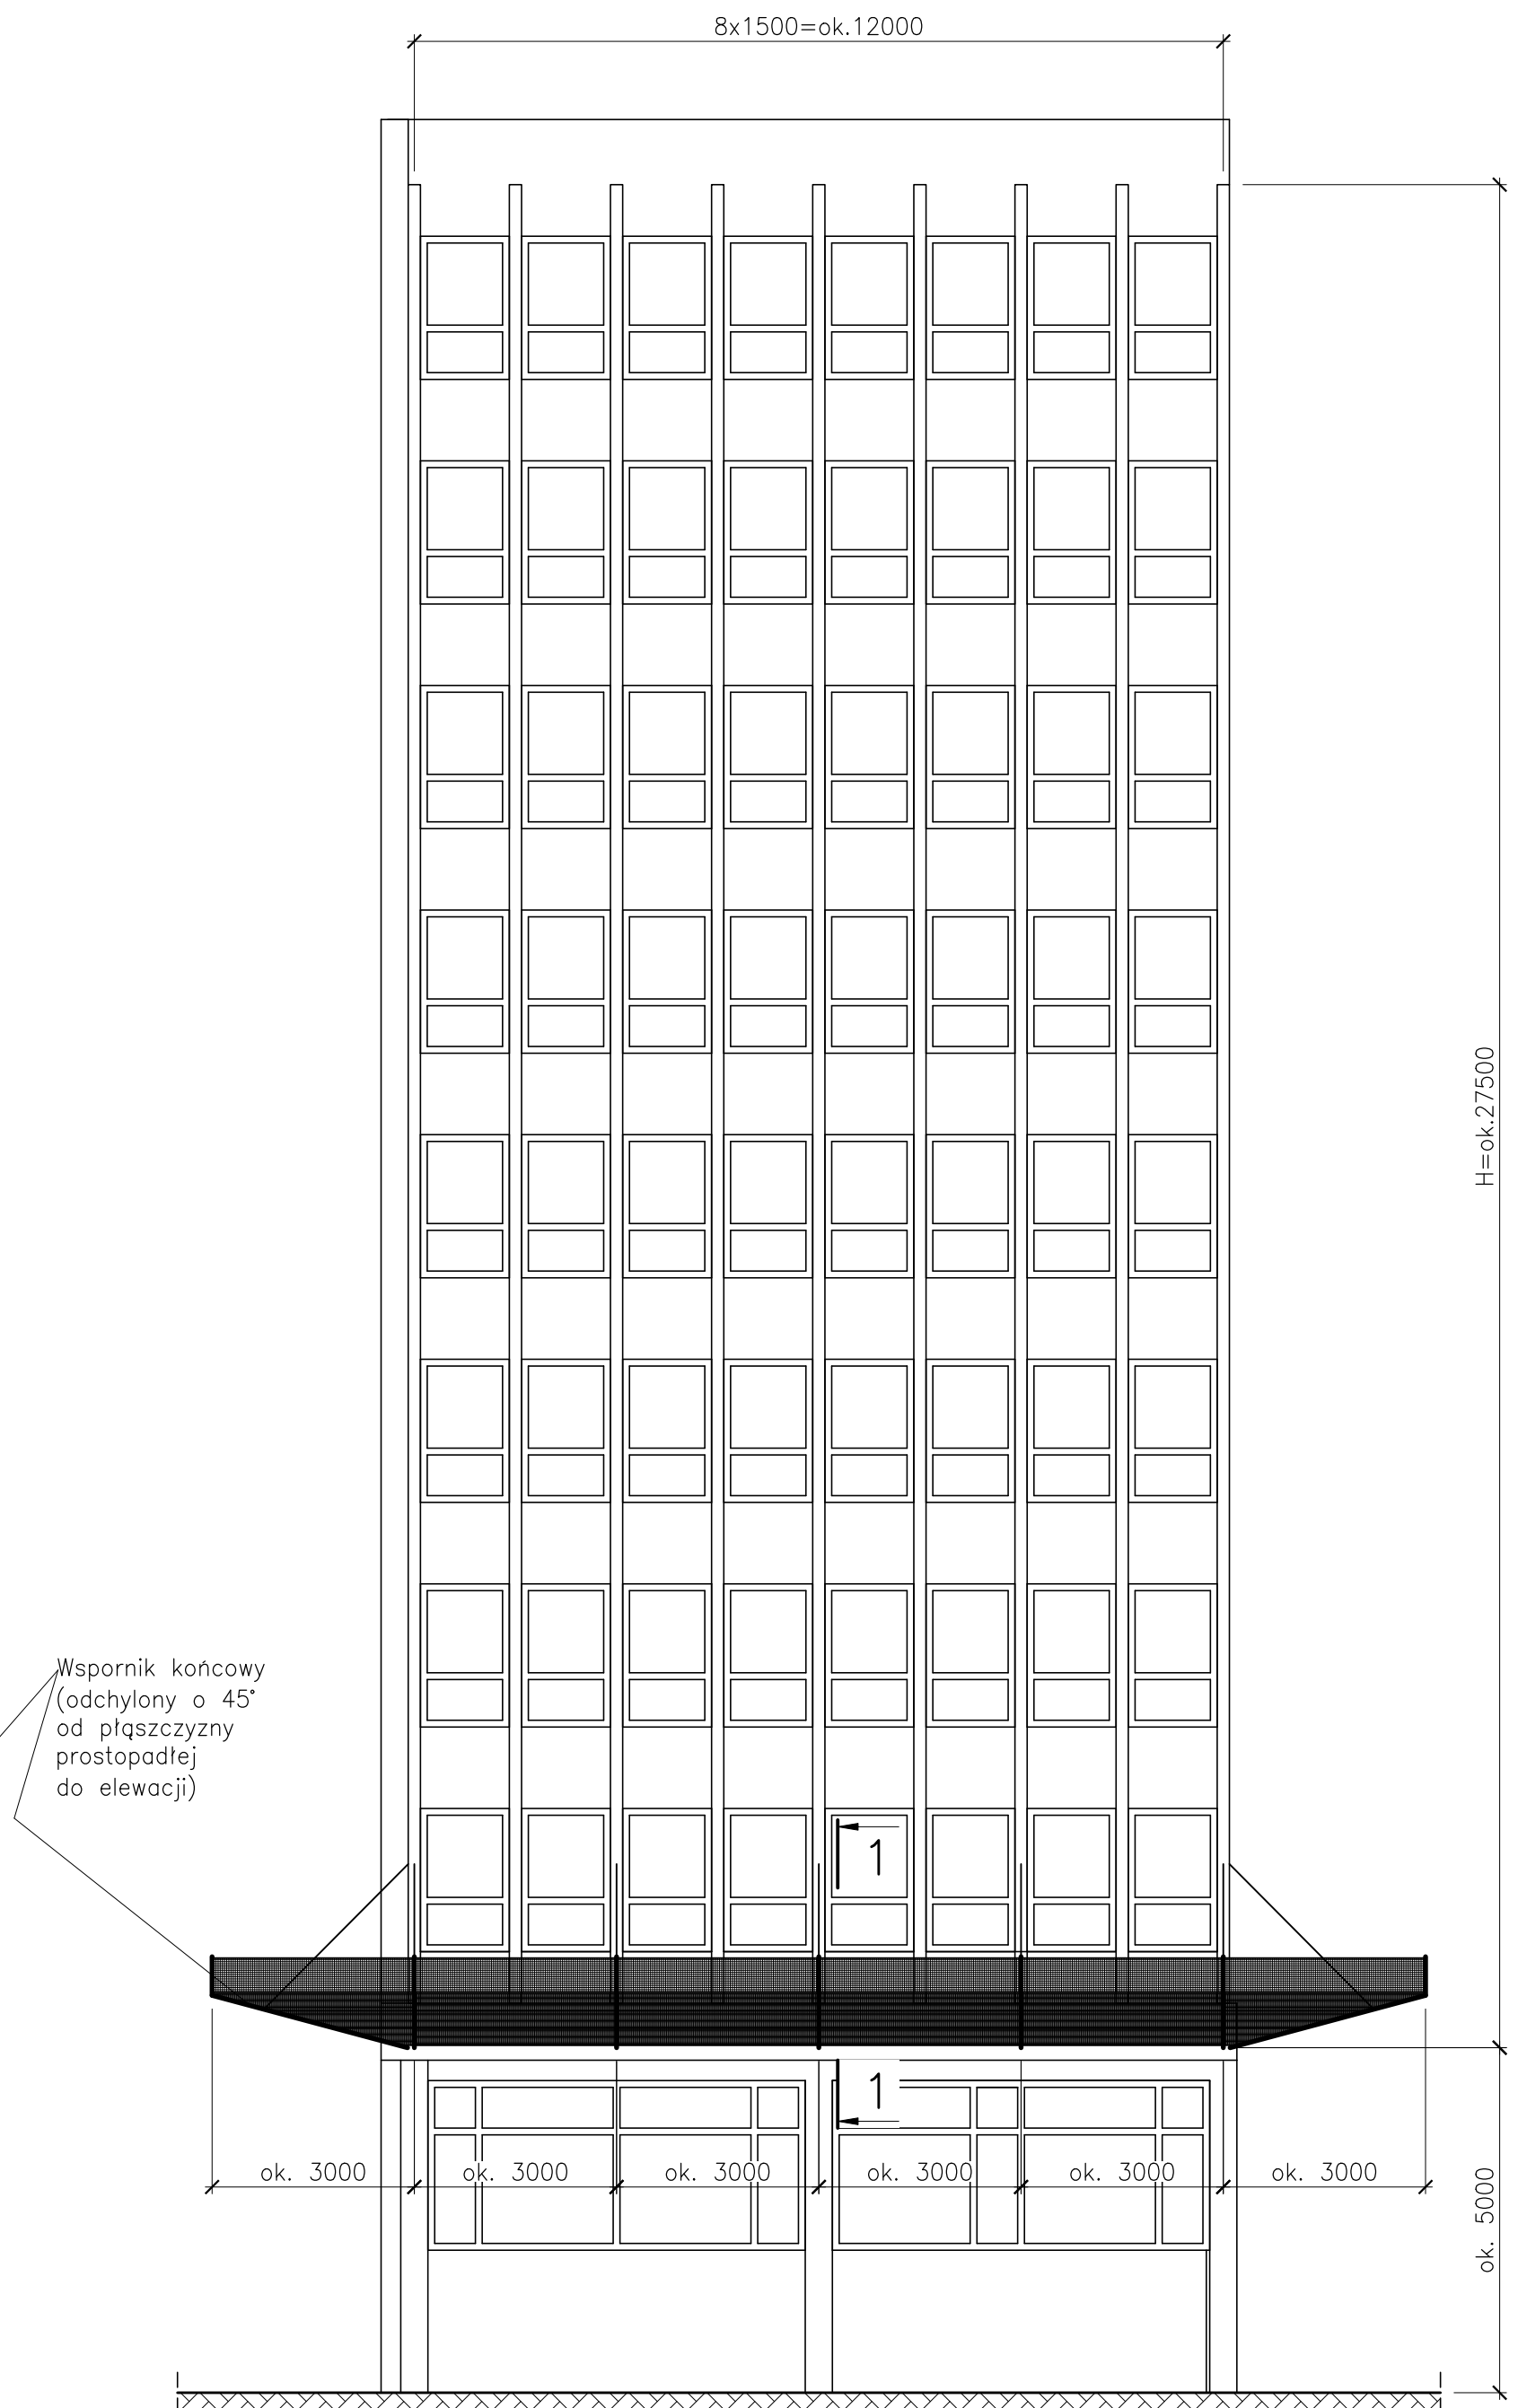 8x1500=ok.12000
H=ok.27500
Wspornik końcowy
(odchylony o 45°
od płąszczyzny
prostopadłej
do elewacji)
1
1
ok. 3000
ok. 3000
ok. 3000
ok. 3000
ok. 3000
ok. 3000
ok. 5000